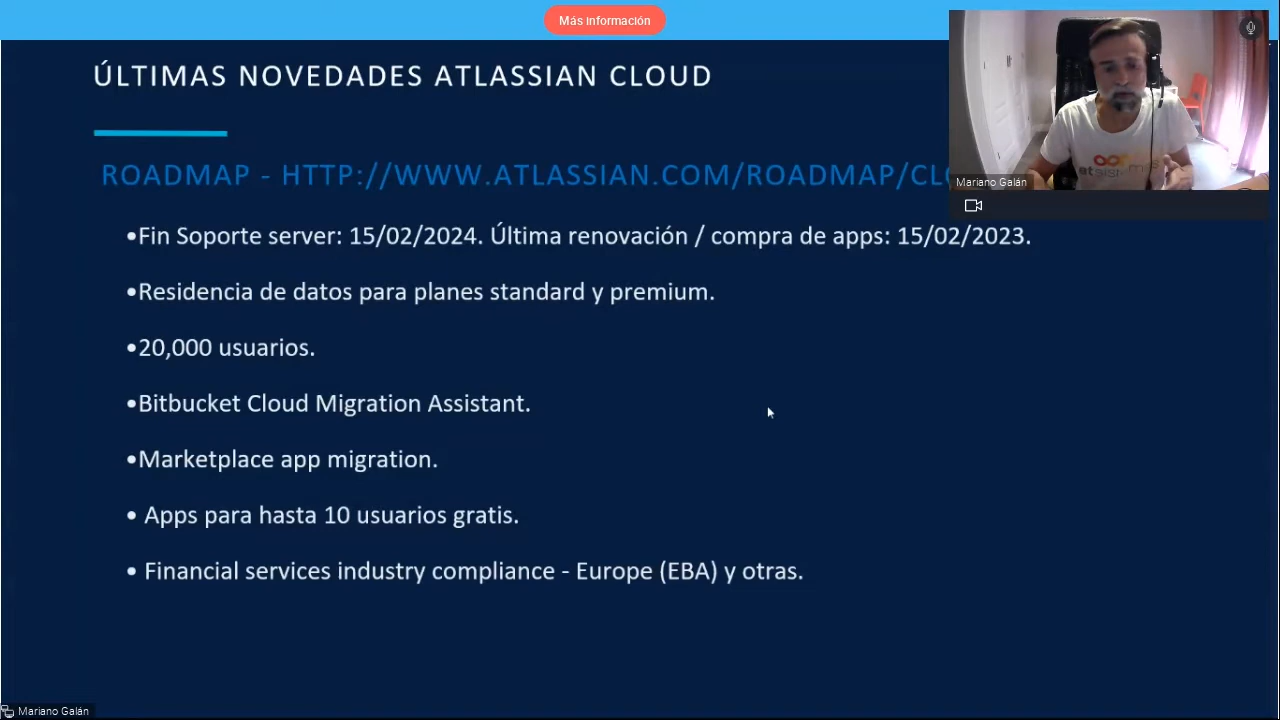 Más información
ÚLTIMAS NOVEDADES ATLASSIAN CLOUD
ROADMAP - HTTP://WWW.ATLASSIAN.COM/ROADMAP/CLO
Mariano Galán
•Fin Soporte server: 15/02/2024. Última renovación / compra de apps: 15/02/2023.
•Residencia de datos para planes standard y premium.
•20,000 usuarios.
•Bitbucket Cloud Migration Assistant.
•Marketplace app migration.
• Apps para hasta 10 usuarios gratis.
• Financial services industry compliance - Europe (EBA) y otras.
Mariano Galán